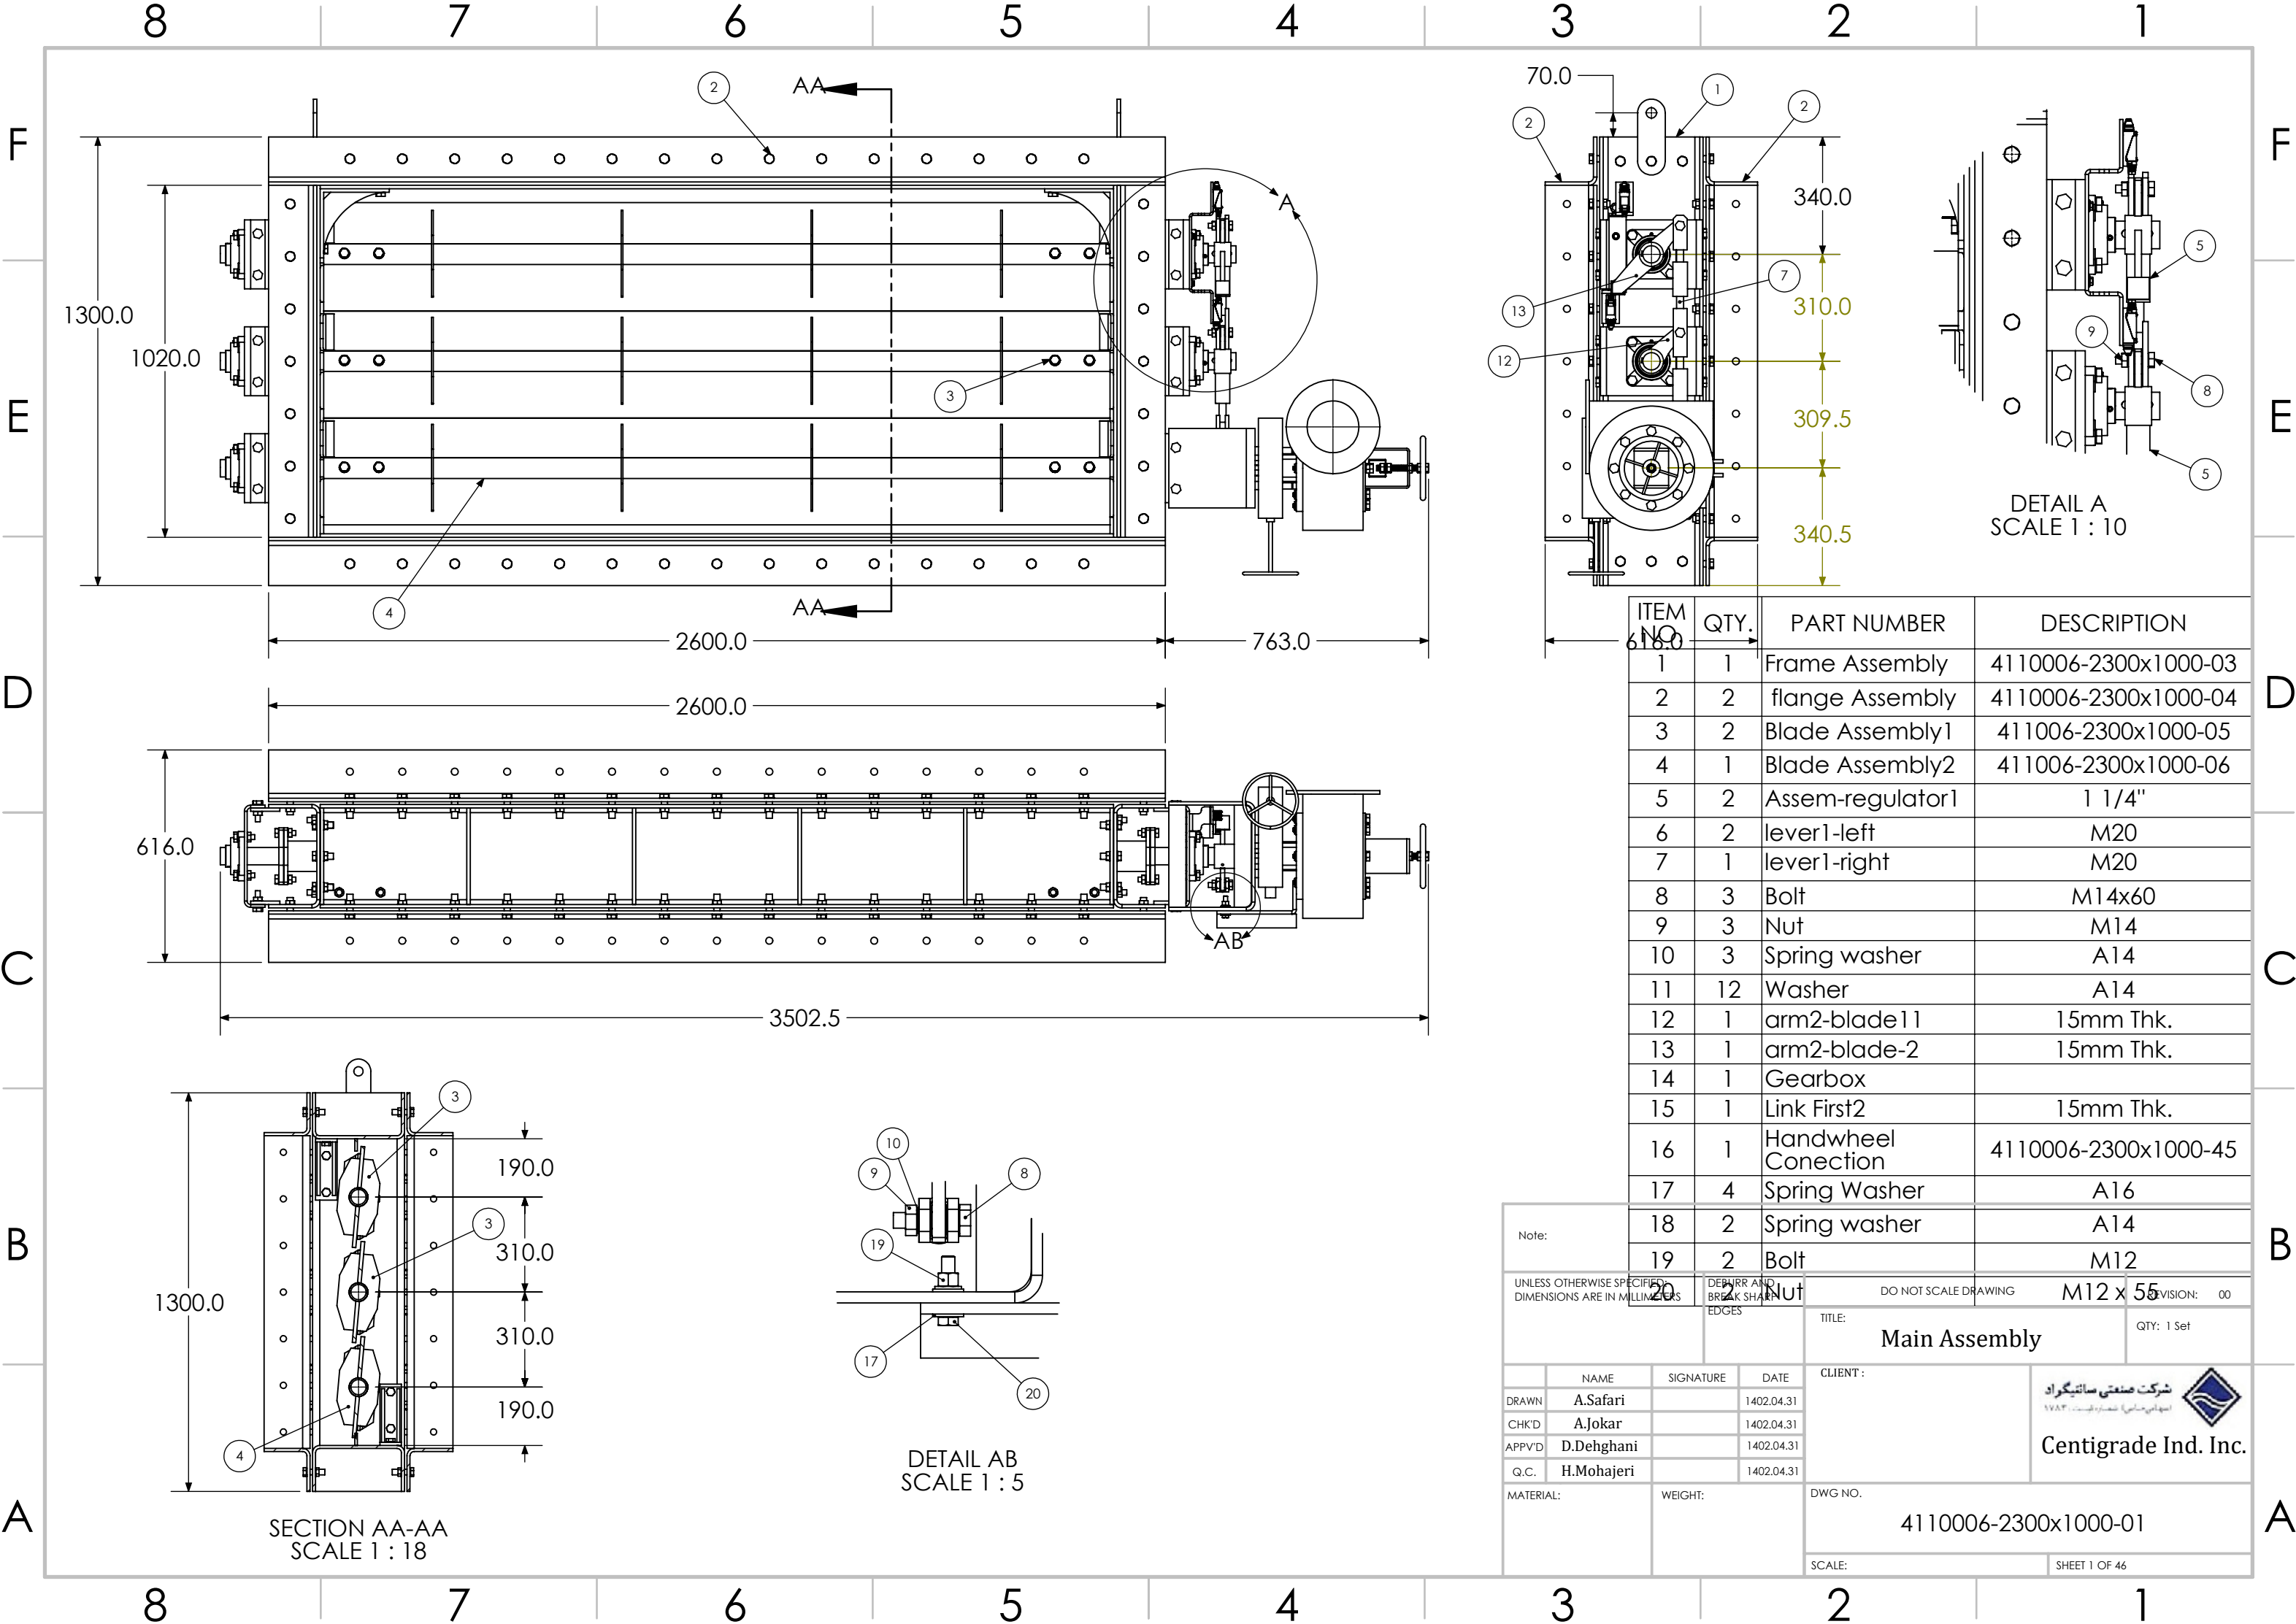 8 7 6 5 4 3 2 1
F
E
D
C
B
A
F
E
D
C
B
A
2
AA
AA
1300.0
1020.0
3
4
A
2600.0
763.0
70.0
1
2
2
340.0
7
310.0
13
12
309.5
340.5
616.0
5
9
8
5
DETAIL A
SCALE 1 : 10
2600.0
616.0
AB
3502.5
3
190.0
3
310.0
1300.0
310.0
190.0
4
SECTION AA-AA
SCALE 1 : 18
10
9
8
19
17
20
DETAIL AB
SCALE 1 : 5
ITEM NO. QTY. PART NUMBER DESCRIPTION
1 1 Frame Assembly 4110006-2300x1000-03
2 2 flange Assembly 4110006-2300x1000-04
3 2 Blade Assembly1 411006-2300x1000-05
4 1 Blade Assembly2 411006-2300x1000-06
5 2 Assem-regulator1 1 1/4"
6 2 lever1-left M20
7 1 lever1-right M20
8 3 Bolt M14x60
9 3 Nut M14
10 3 Spring washer A14
11 12 Washer A14
12 1 arm2-blade11 15mm Thk.
13 1 arm2-blade-2 15mm Thk.
14 1 Gearbox
15 1 Link First2 15mm Thk.
16 1 Handwheel Conection 4110006-2300x1000-45
17 4 Spring Washer A16
18 2 Spring washer A14
19 2 Bolt M12
20 2 Nut M12 x 55
Note:
UNLESS OTHERWISE SPECIFIED:
DIMENSIONS ARE IN MILLIMETERS
DEBURR AND
BREAK SHARP
EDGES
DO NOT SCALE DRAWING
REVISION: 00
TITLE:
Main Assembly
QTY: 1 Set
NAME SIGNATURE DATE
DRAWN A.Safari 1402.04.31
CHK'D A.Jokar 1402.04.31
APPV'D D.Dehghani 1402.04.31
Q.C. H.Mohajeri 1402.04.31
CLIENT :
شرکت صنعتی سانتیگراد
Centigrade Ind. Inc.
MATERIAL:
WEIGHT:
DWG NO.
4110006-2300x1000-01
SCALE:
SHEET 1 OF 46
8 7 6 5 4 3 2 1